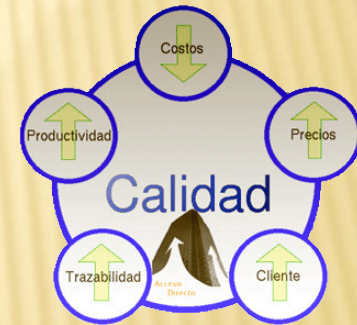 Costos
Productividad
Precios
Calidad
Trazabilidad
Acceso
Directo
Cliente